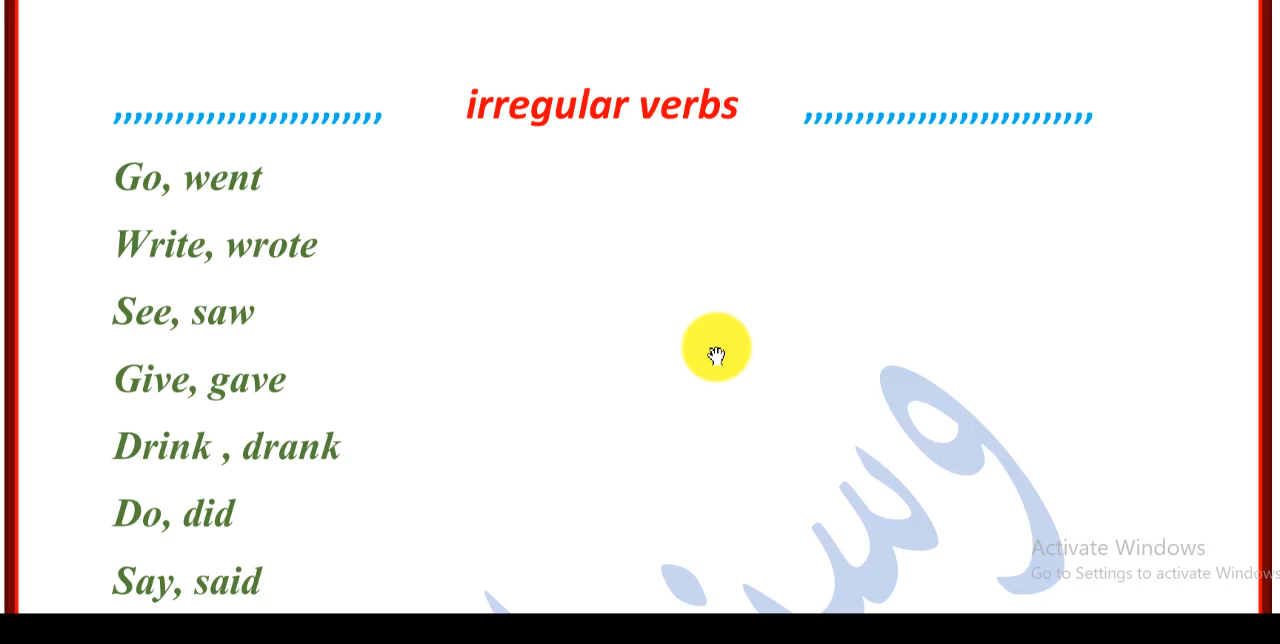 ,,,,,,,,,,,,,,,,,,,,,,,,,, irregular verbs ,,,,,,,,,,,,,,,,,,,,,,,,,,,,
Go, went
Write, wrote
See, saw
Give, gave
Drink , drank
Do, did
Say, said
Activate Windows
Go to Settings to activate Windows